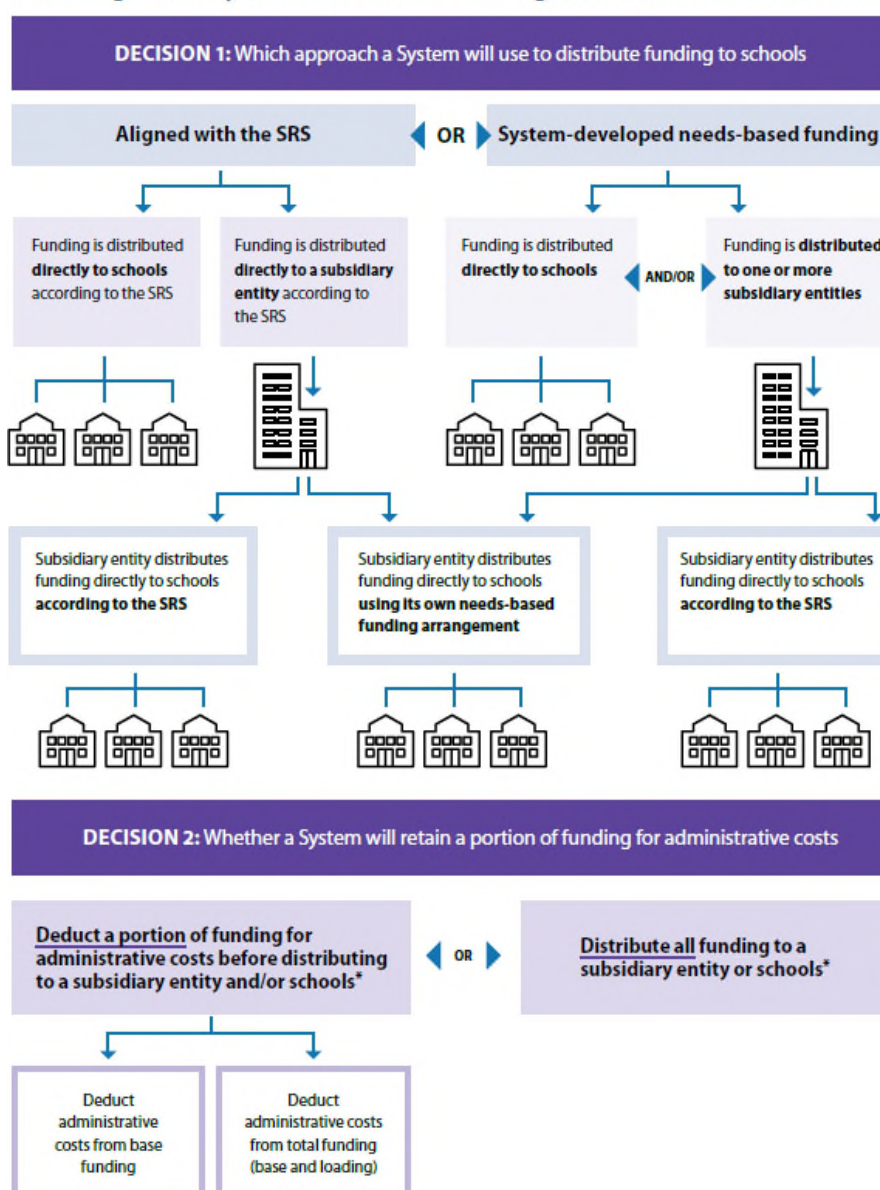 DECISION 1: Which approach a System will use to distribute funding to schools
Aligned with the SRS
OR
System-developed needs-based funding
Funding is distributed
directly to schools
according to the SRS
Funding is distributed
directly to a subsidiary
entity according to
the SRS
Funding is distributed
directly to schools
AND/OR
Funding is distributed
to one or more
subsidiary entities
Subsidiary entity distributes
funding directly to schools
according to the SRS
Subsidiary entity distributes
funding directly to schools
using its own needs-based
funding arrangement
Subsidiary entity distributes
funding directly to schools
according to the SRS
DECISION 2: Whether a System will retain a portion of funding for administrative costs
Deduct a portion of funding for
administrative costs before distributing
to a subsidiary entity and/or schools*
OR
Distribute all funding to a
subsidiary entity or schools*
Deduct
administrative
costs from base
funding
Deduct
administrative costs
from total funding
(base and loading)